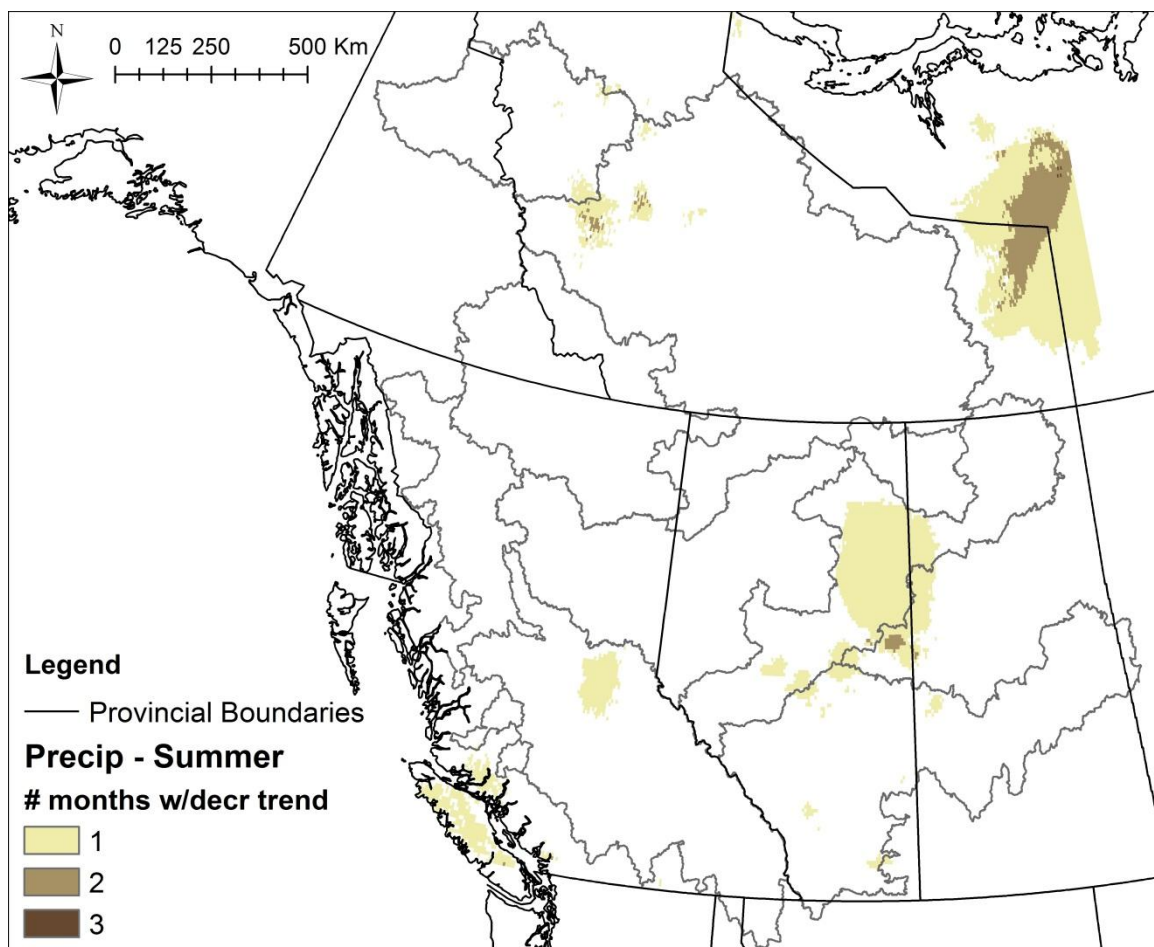 N
0 125 250 500 Km
Legend
Provincial Boundaries
Precip - Summer
# months w/decr trend
1
2
3